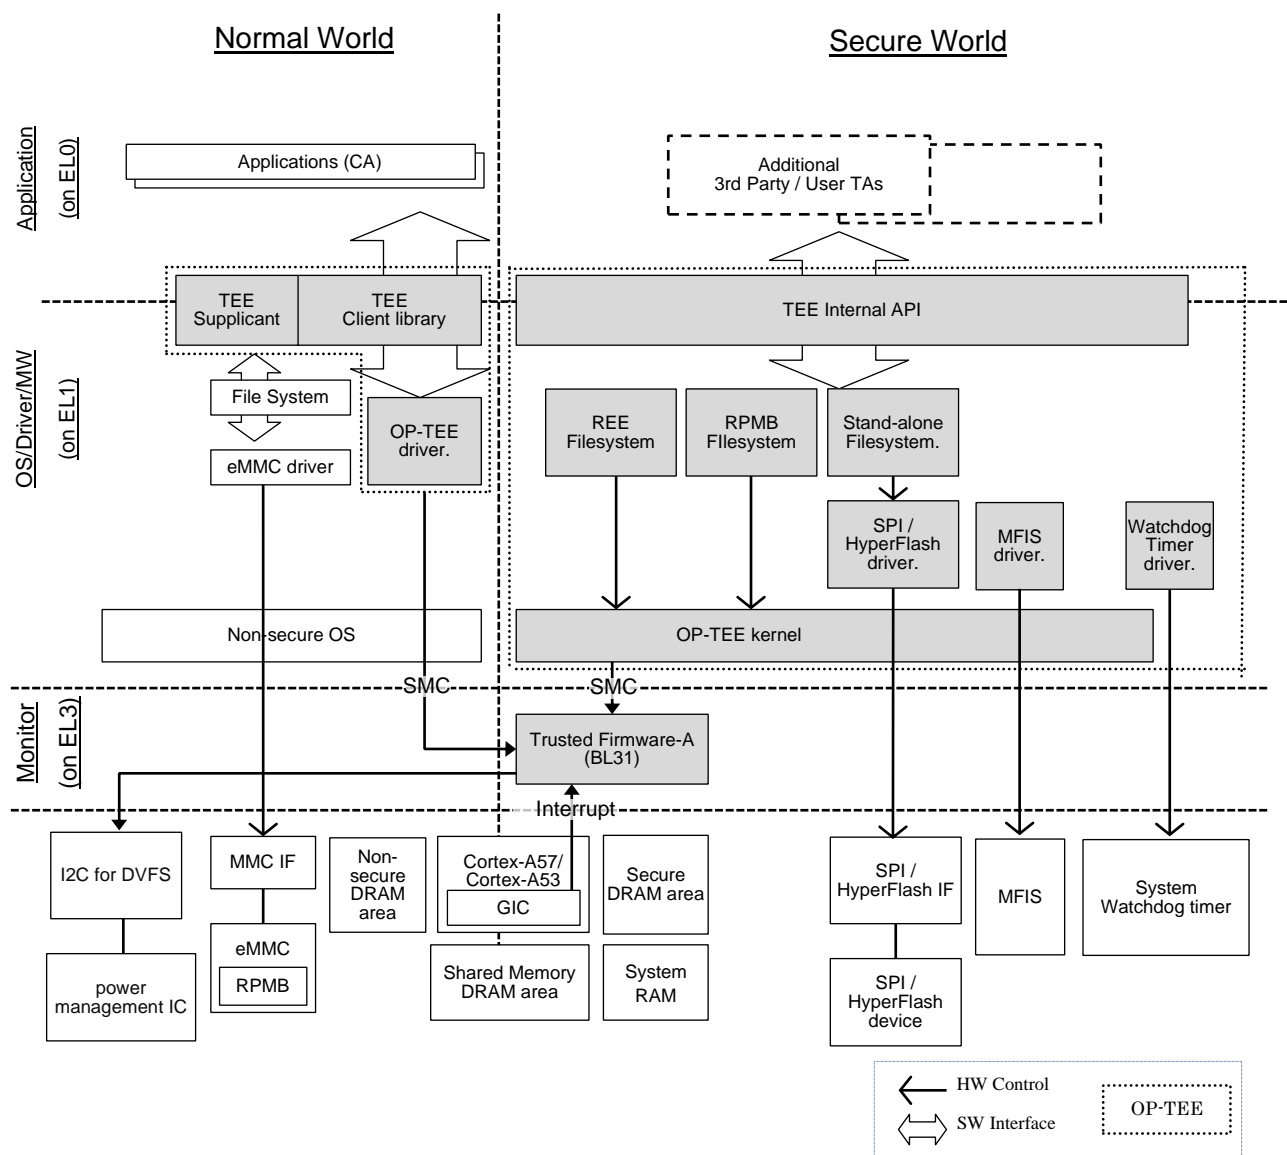 Normal World
Secure World
Application
(on EL0)
Applications (CA)
Additional
3rd Party / User TAs
TEE
Supplicant
TEE
Client library
TEE Internal API
OS/Driver/MW
(on EL1)
File System
eMMC driver
OP-TEE
driver.
REE
Filesystem
RPMB
FIlesystem
Stand-alone
Filesystem.
SPI /
HyperFlash
driver.
MFIS
driver.
Watchdog
Timer
driver.
Non-secure OS
OP-TEE kernel
SMC
SMC
Monitor
(on EL3)
Trusted Firmware-A
(BL31)
Interrupt
I2C for DVFS
MMC IF
Non-
secure
DRAM
area
Cortex-A57/
Cortex-A53
GIC
Secure
DRAM area
SPI /
HyperFlash IF
MFIS
System
Watchdog timer
power
management IC
eMMC
RPMB
Shared Memory
DRAM area
System
RAM
SPI /
HyperFlash
device
HW Control
SW Interface
OP-TEE